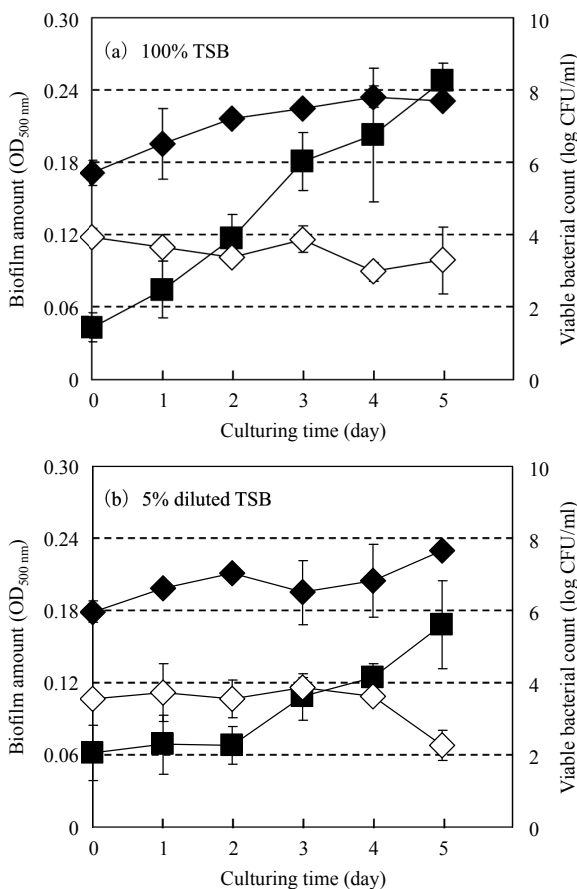 (a) 100% TSB
Biofilm amount (OD500 nm)
0.30
0.24
0.18
0.12
0.06
0
10
8
6
4
2
0
Viable bacterial count (log CFU/ml)
0 1 2 3 4 5
Culturing time (day)
(b) 5% diluted TSB
Biofilm amount (OD500 nm)
0.30
0.24
0.18
0.12
0.06
0
10
8
6
4
2
0
Viable bacterial count (log CFU/ml
0 1 2 3 4 5
Culturing time (day)